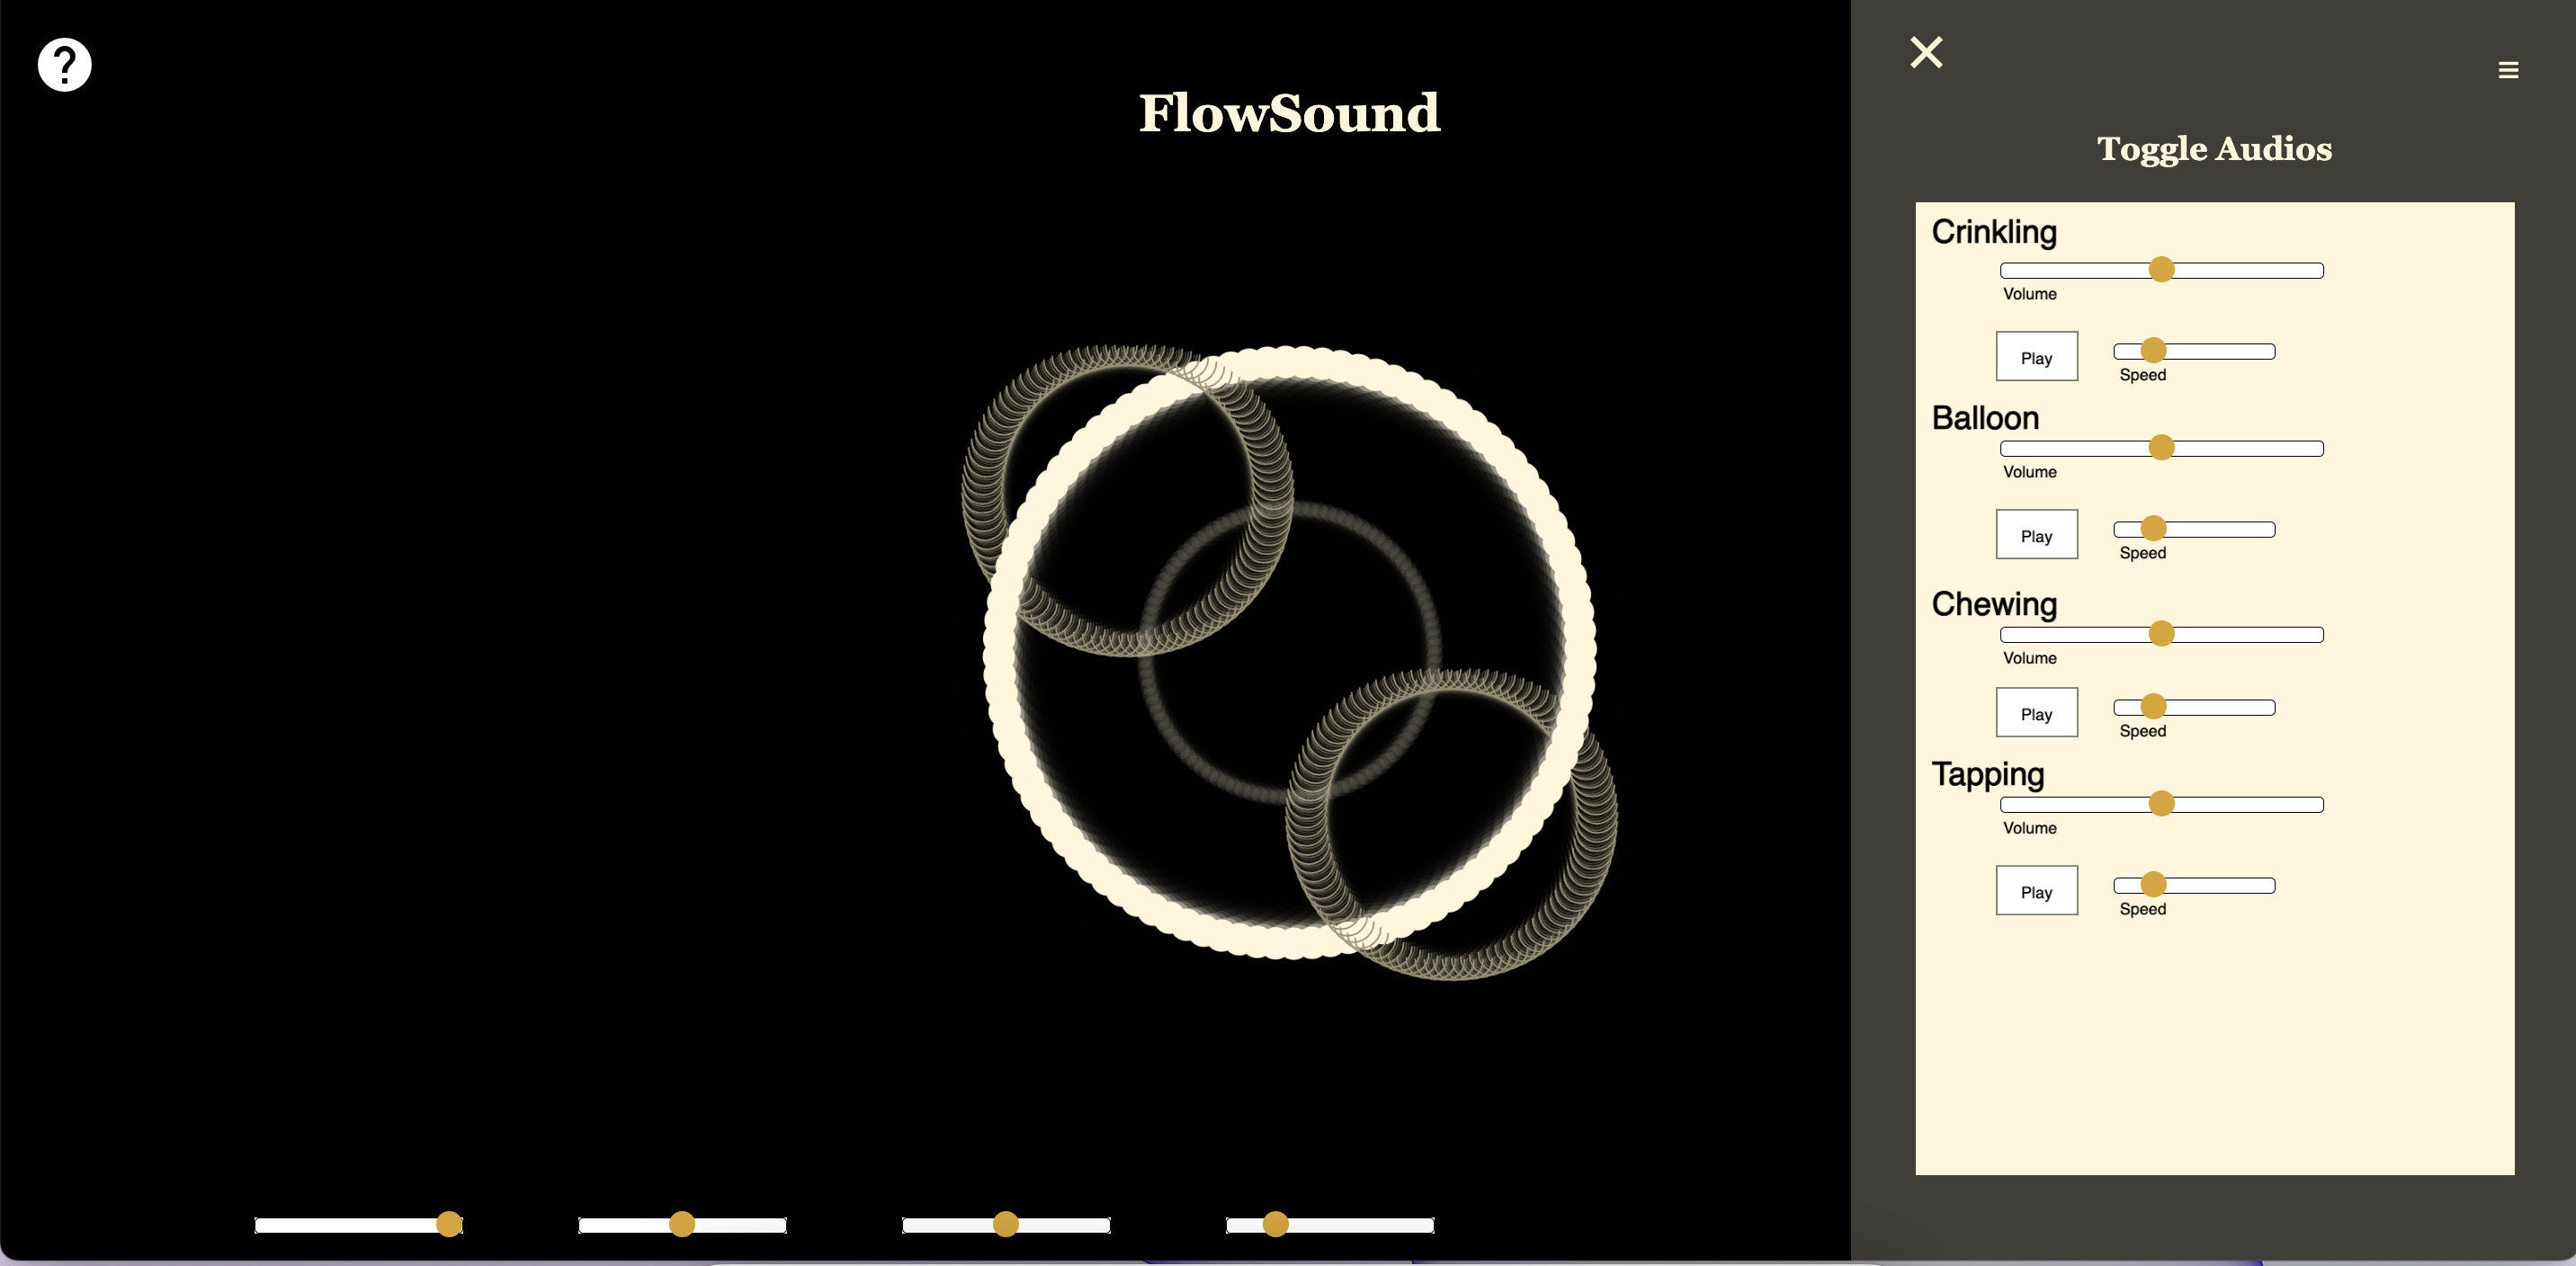 ?
FlowSound
Toggle Audios
Crinkling
Volume
Play
Speed
Balloon
Volume
Play
Speed
Chewing
Volume
Play
Speed
Tapping
Volume
Play
Speed